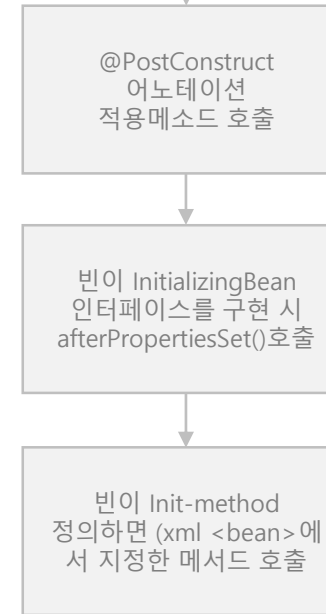 @PostConstruct
어노테이션
적용메소드 호출
빈이 InitializingBean
인터페이스를 구현 시
afterPropertiesSet()호출
빈이 Init-method
정의하면 (xml <bean>에
서 지정한 메서드 호출